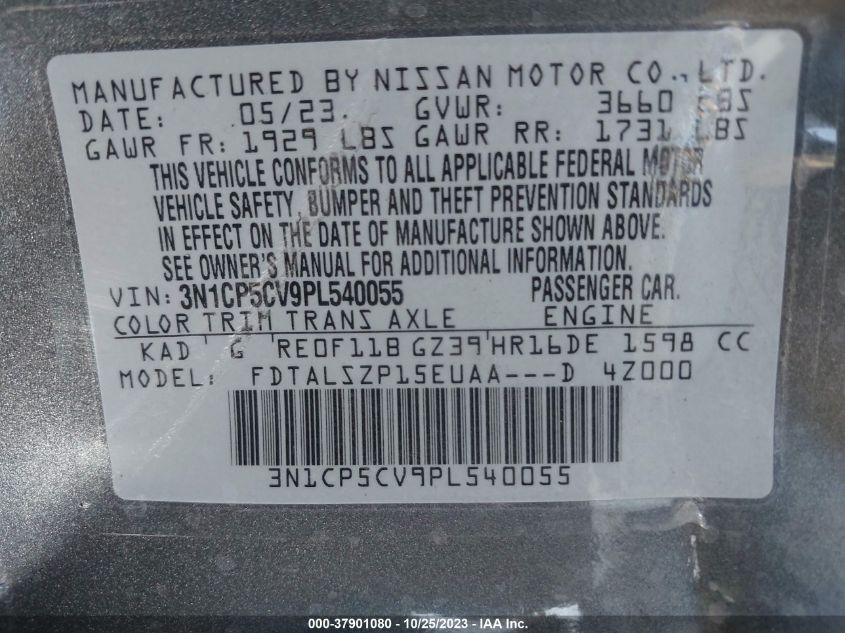 MANUFACTURED BY NISSAN MOTOR CO., LTD.
DATE: 05/23. GVWR: 3660 LBS
GAWR FR: 1929 LBS GAWR RR: 1731 LBS
THIS VEHICLE CONFORMS TO ALL APPLICABLE FEDERAL MOTOR
VEHICLE SAFETY, BUMPER AND THEFT PREVENTION STANDARDS
IN EFFECT ON THE DATE OF MANUFACTURE SHOWN ABOVE.
SEE OWNER'S MANUAL FOR ADDITIONAL INFORMATION.
VIN: 3N1CP5CV9PL540055 PASSENGER CAR.
COLOR TRIM TRANS AXLE ENGINE
KAD G RE0F11B GZ39 HR16DE 1598 CC
MODEL: FDTALSZP15EUAA---D 4Z000
3N1CP5CV9PL540055
000-37901080 - 10/25/2023 - IAA Inc.